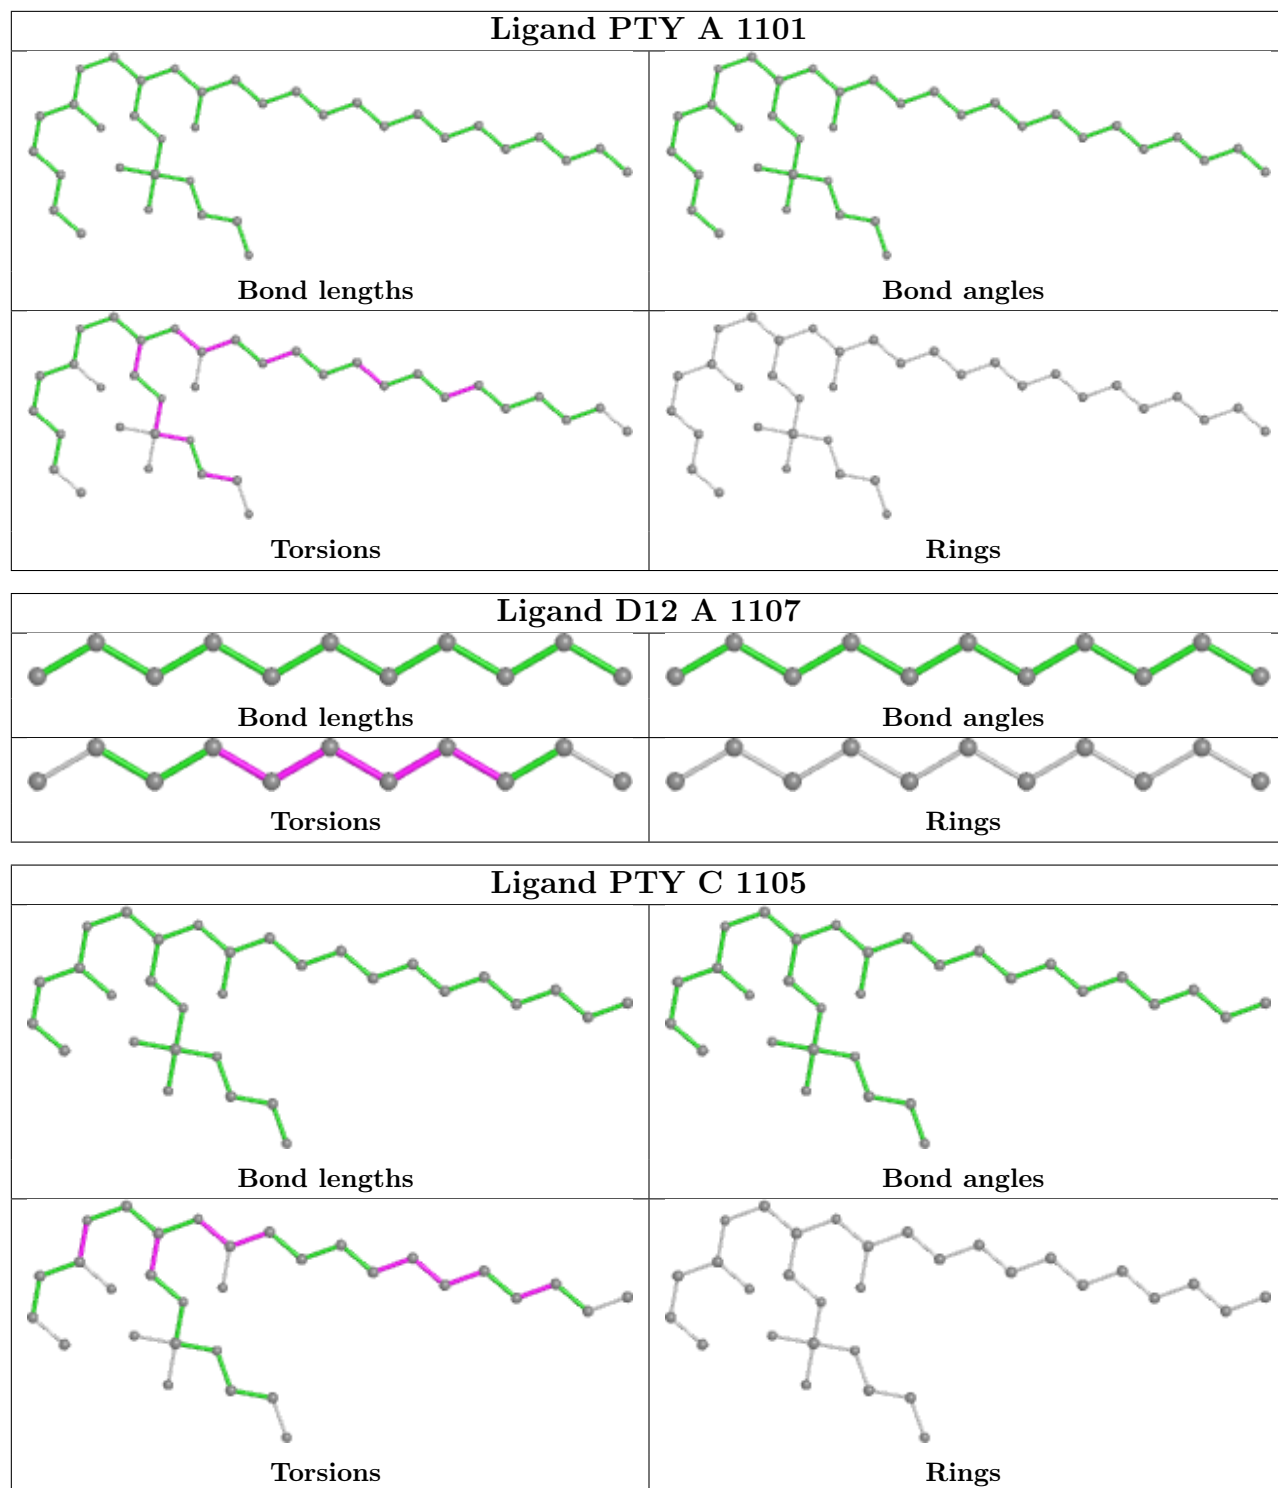 Ligand PTY A 1101
Bond lengths
Bond angles
Torsions
Rings
Ligand D12 A 1107
Bond lengths
Bond angles
Torsions
Rings
Ligand PTY C 1105
Bond lengths
Bond angles
Torsions
Rings